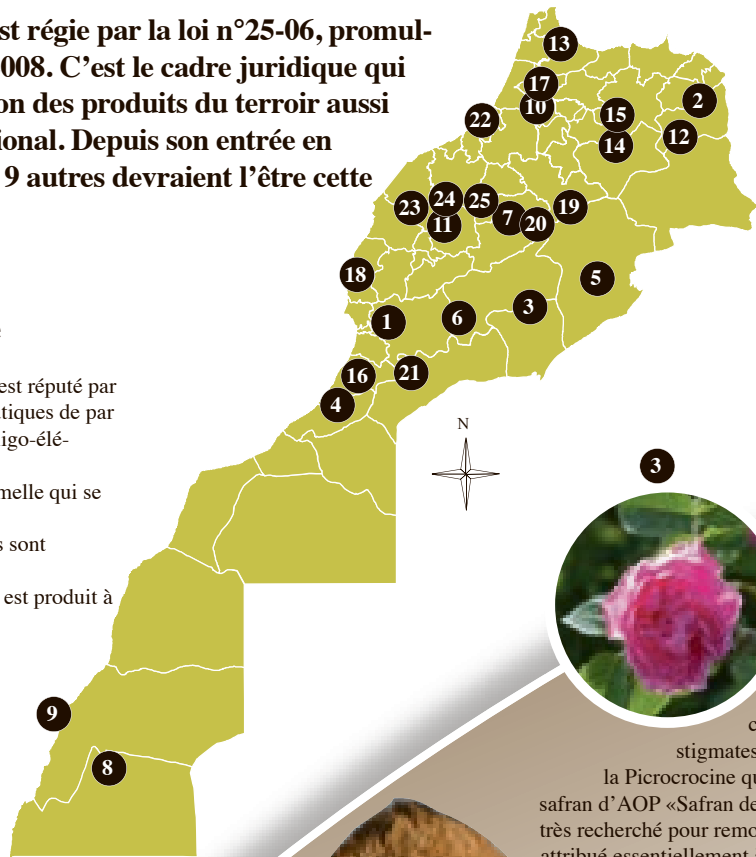 st régie par la loi n°25-06, promul-
008. C'est le cadre juridique qui
on des produits du terroir aussi
ional. Depuis son entrée en
9 autres devraient l'être cette
est réputé par
tiques de par
igo-élé-
melle qui se
s sont
est produit à
13
17
10
22
15
2
14
12
23
24
25
11
7
20
19
18
5
1
6
3
16
21
4
N
3
9
8
c
stigmates
la Picrocrocine qu
safran d'AOP «Safran de
très recherché pour remo
attribué essentiellement